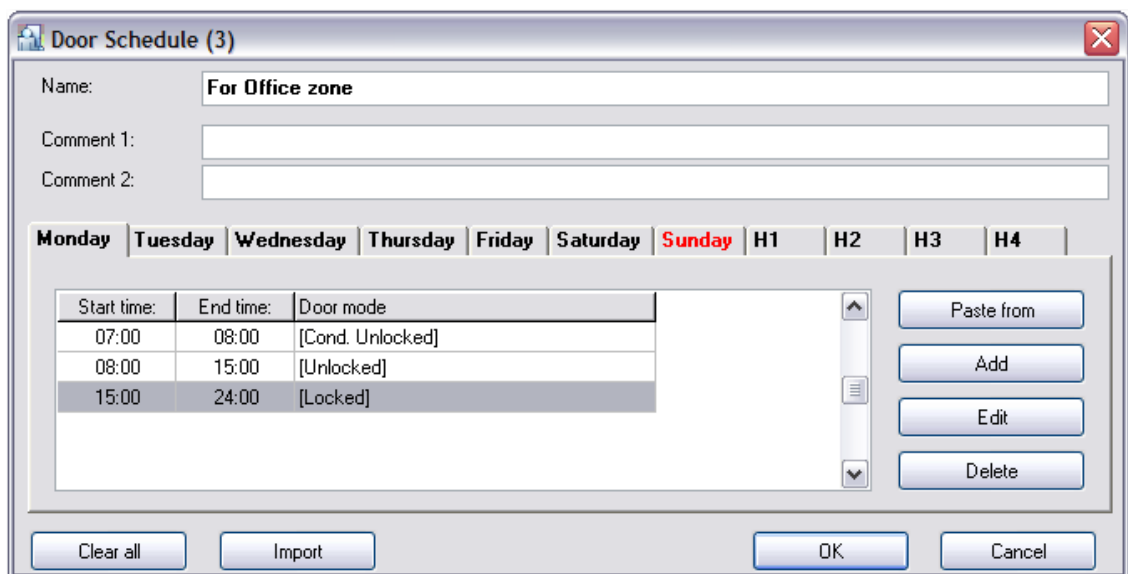 Door Schedule (3)
Name: For Office zone
Comment 1:
Comment 2:
Monday Tuesday Wednesday Thursday Friday Saturday Sunday H1 H2 H3 H4
Start time: End time: Door mode
07:00 08:00 [Cond. Unlocked]
08:00 15:00 [Unlocked]
15:00 24:00 [Locked]
Paste from
Add
Edit
Delete
Clear all Import OK Cancel